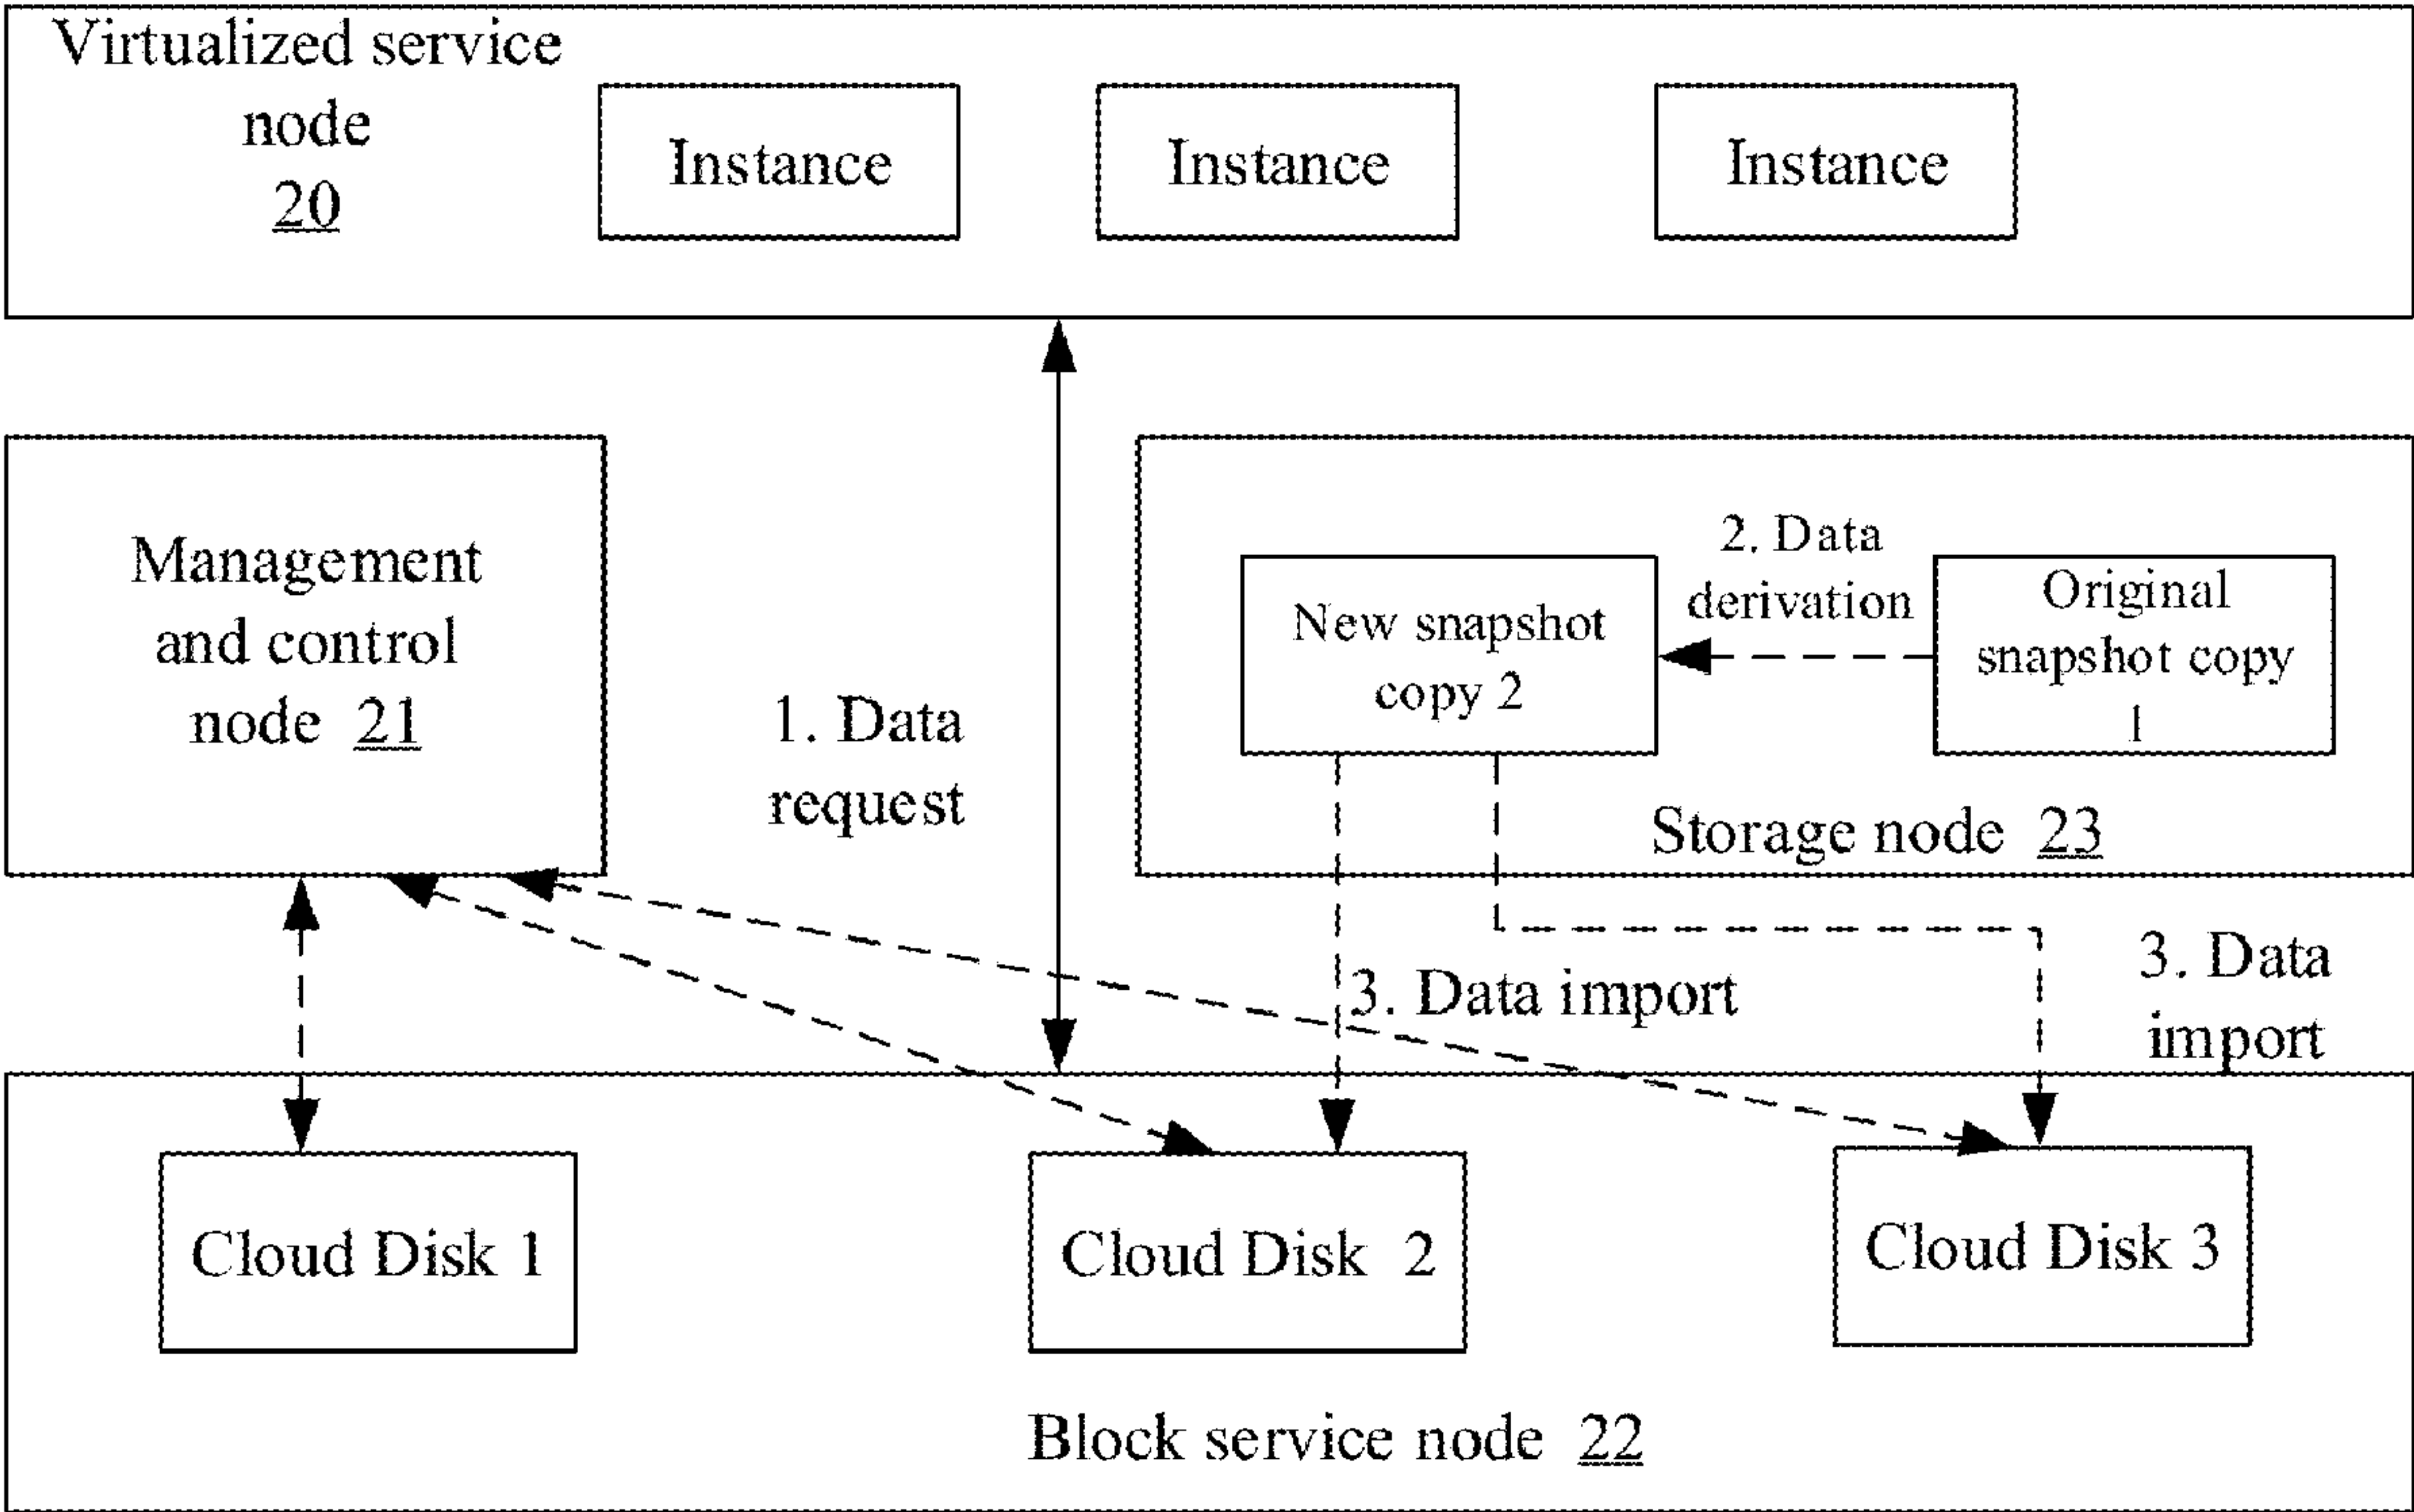 Virtualized service
node
20
Instance
Instance
Instance
Management
and control
node 21
1. Data
request
2. Data
derivation
New snapshot
copy 2
Original
snapshot copy
1
Storage node 23
3. Data import
3. Data
import
Cloud Disk 1
Cloud Disk 2
Cloud Disk 3
Block service node 22